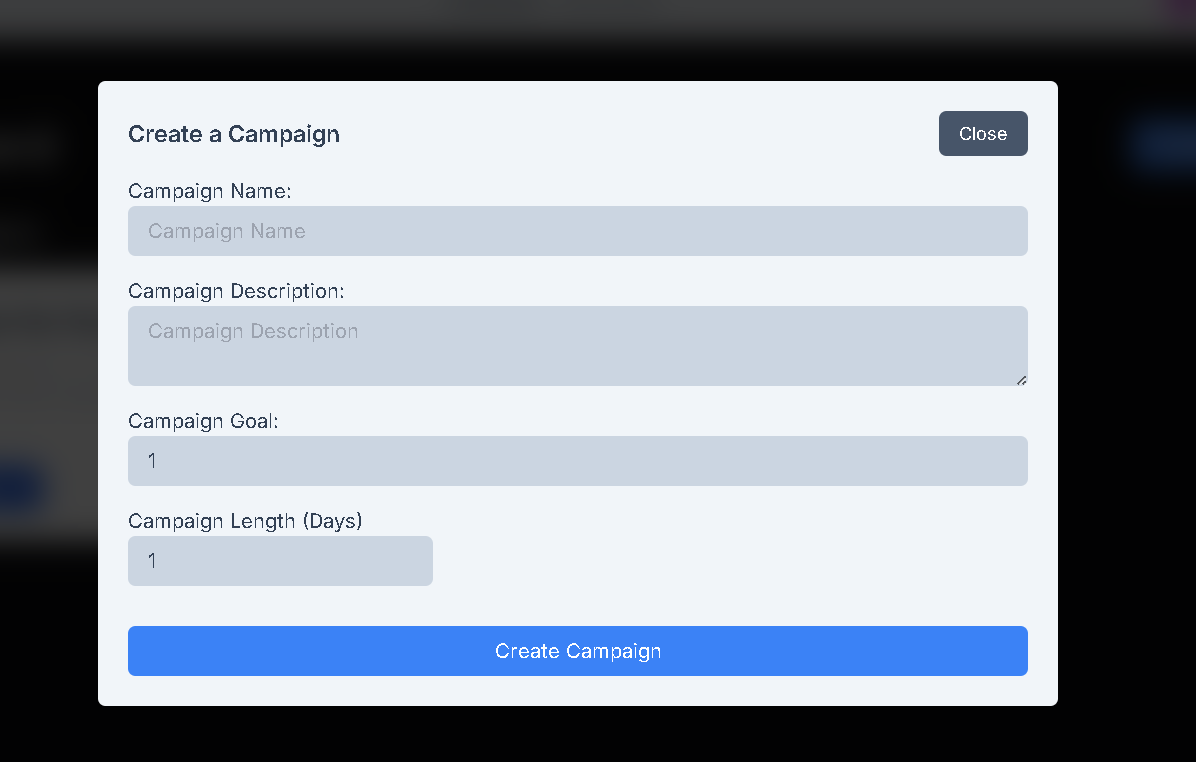 Create a Campaign
Close
Campaign Name:
Campaign Name
Campaign Description:
Campaign Description
Campaign Goal:
1
Campaign Length (Days)
1
Create Campaign